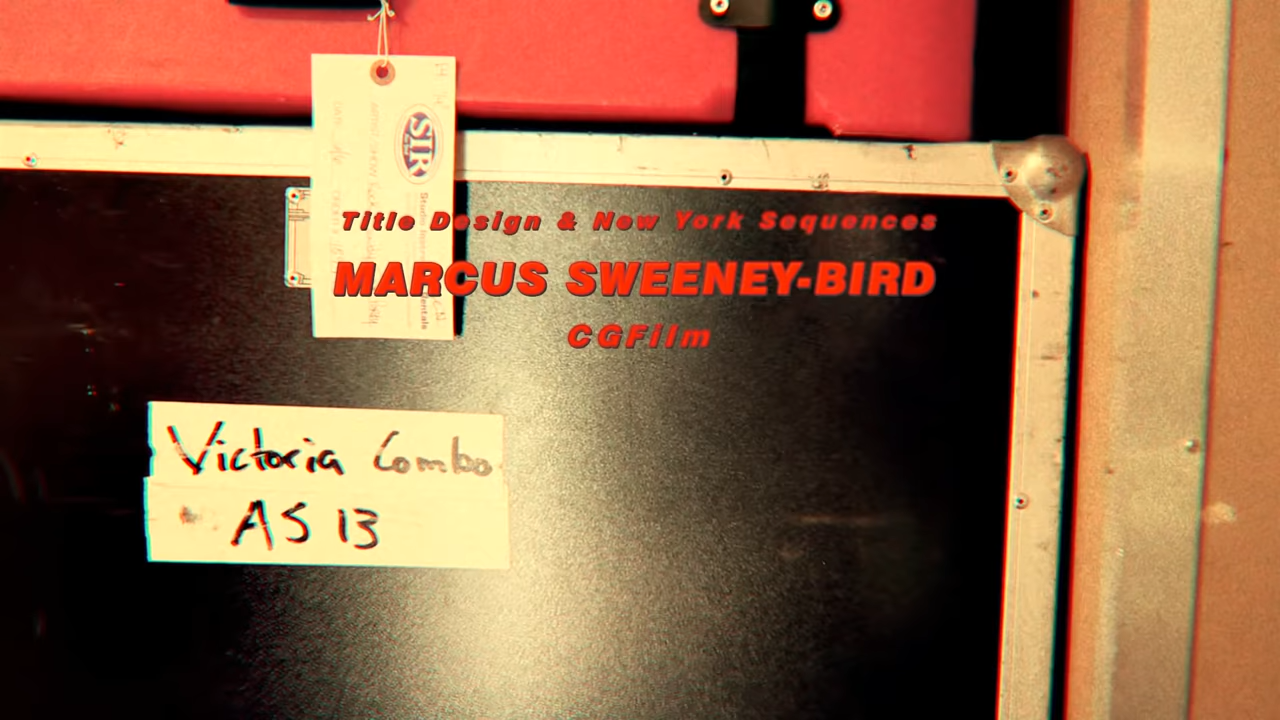 SIR
Title Design & New York Sequences
MARCUS SWEENEY-BIRD
CGFilm
Victoria Combo
AS 13